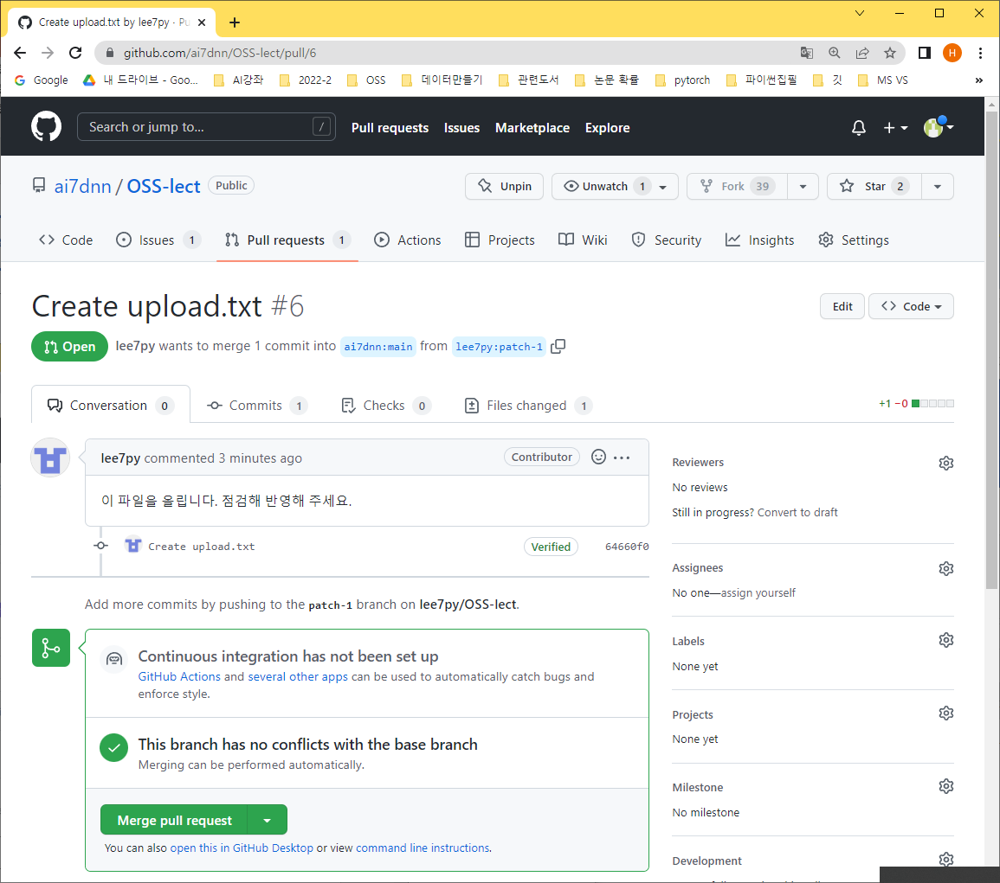 Create upload.txt by lee7py · Pu
github.com/ai7dnn/OSS-lect/pull/6
H
Google 내 드라이브 - Goo... AI강좌 2022-2 OSS 데이터만들기 관련도서 논문 확률 pytorch 파이썬집필 깃 MS VS »
Search or jump to... / Pull requests Issues Marketplace Explore
ai7dnn / OSS-lect Public Unpin Unwatch 1 Fork 39 Star 2
Code Issues 1 Pull requests 1 Actions Projects Wiki Security Insights Settings
Create upload.txt #6 Edit Code
Open lee7py wants to merge 1 commit into ai7dnn:main from lee7py:patch-1
Conversation 0 Commits 1 Checks 0 Files changed 1 +1 −0
lee7py commented 3 minutes ago Contributor
이 파일을 올립니다. 점검해 반영해 주세요.
Create upload.txt Verified 64660f0
Add more commits by pushing to the patch-1 branch on lee7py/OSS-lect.
Continuous integration has not been set up
GitHub Actions and several other apps can be used to automatically catch bugs and
enforce style.
This branch has no conflicts with the base branch
Merging can be performed automatically.
Merge pull request
You can also open this in GitHub Desktop or view command line instructions.
Reviewers
No reviews
Still in progress? Convert to draft
Assignees
No one—assign yourself
Labels
None yet
Projects
None yet
Milestone
No milestone
Development